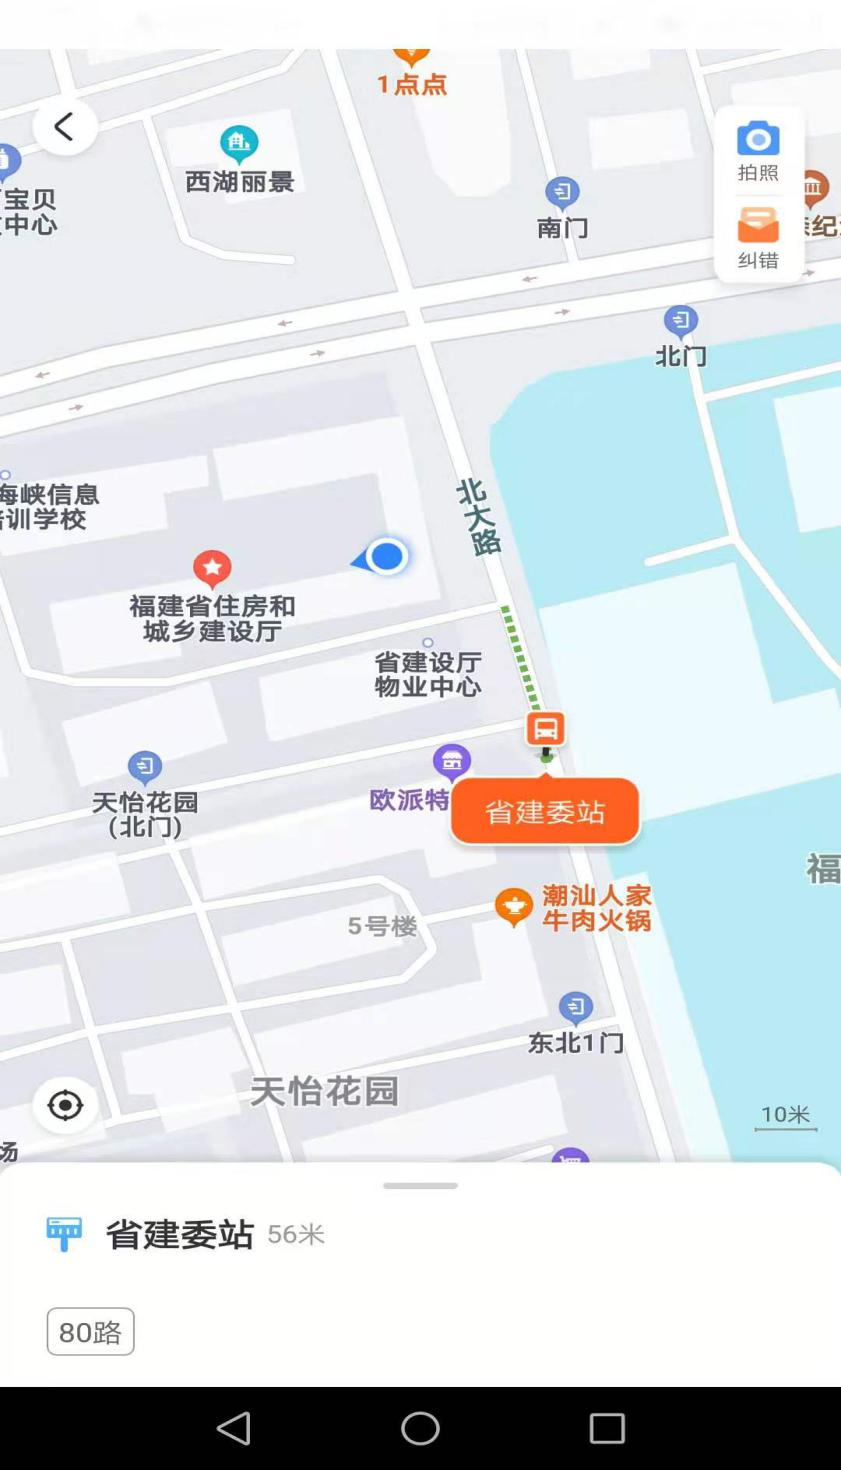 1点点
西湖丽景
拍照
宝贝
中心
南门
纠错
纪
北门
北大路
海峡信息
培训学校
福建省住房和
城乡建设厅
省建设厅
物业中心
天怡花园
(北门)
欧派特
省建委站
福
潮汕人家
牛肉火锅
5号楼
东北1门
天怡花园
10米
场
省建委站 56米
80路